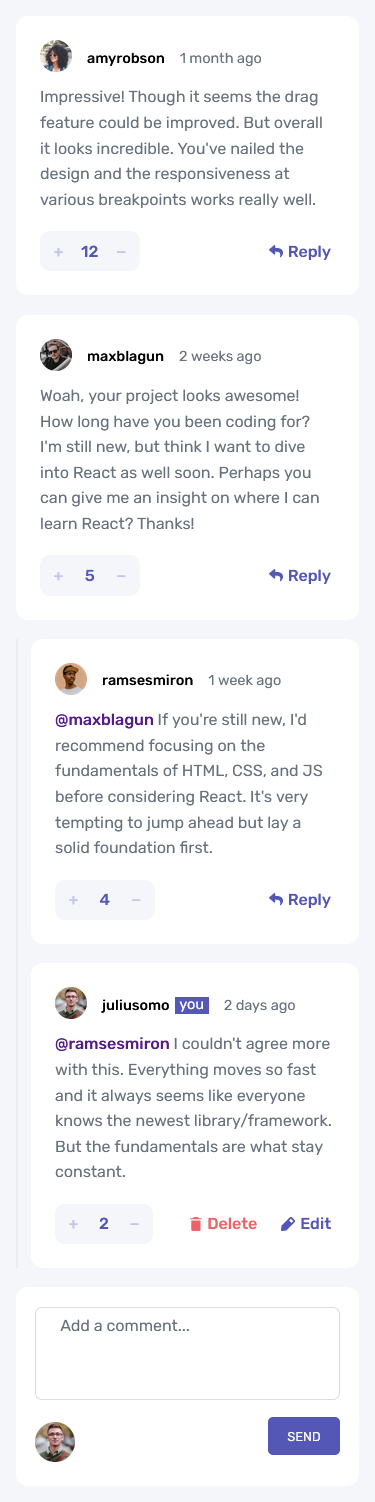 amyrobson 1 month ago
Impressive! Though it seems the drag
feature could be improved. But overall
it looks incredible. You've nailed the
design and the responsiveness at
various breakpoints works really well.
+ 12 − Reply
maxblagun 2 weeks ago
Woah, your project looks awesome!
How long have you been coding for?
I'm still new, but think I want to dive
into React as well soon. Perhaps you
can give me an insight on where I can
learn React? Thanks!
+ 5 − Reply
ramsesmiron 1 week ago
@maxblagun If you're still new, I'd
recommend focusing on the
fundamentals of HTML, CSS, and JS
before considering React. It's very
tempting to jump ahead but lay a
solid foundation first.
+ 4 − Reply
juliusomo you 2 days ago
@ramsesmiron I couldn't agree more
with this. Everything moves so fast
and it always seems like everyone
knows the newest library/framework.
But the fundamentals are what stay
constant.
+ 2 − Delete Edit
Add a comment...
SEND